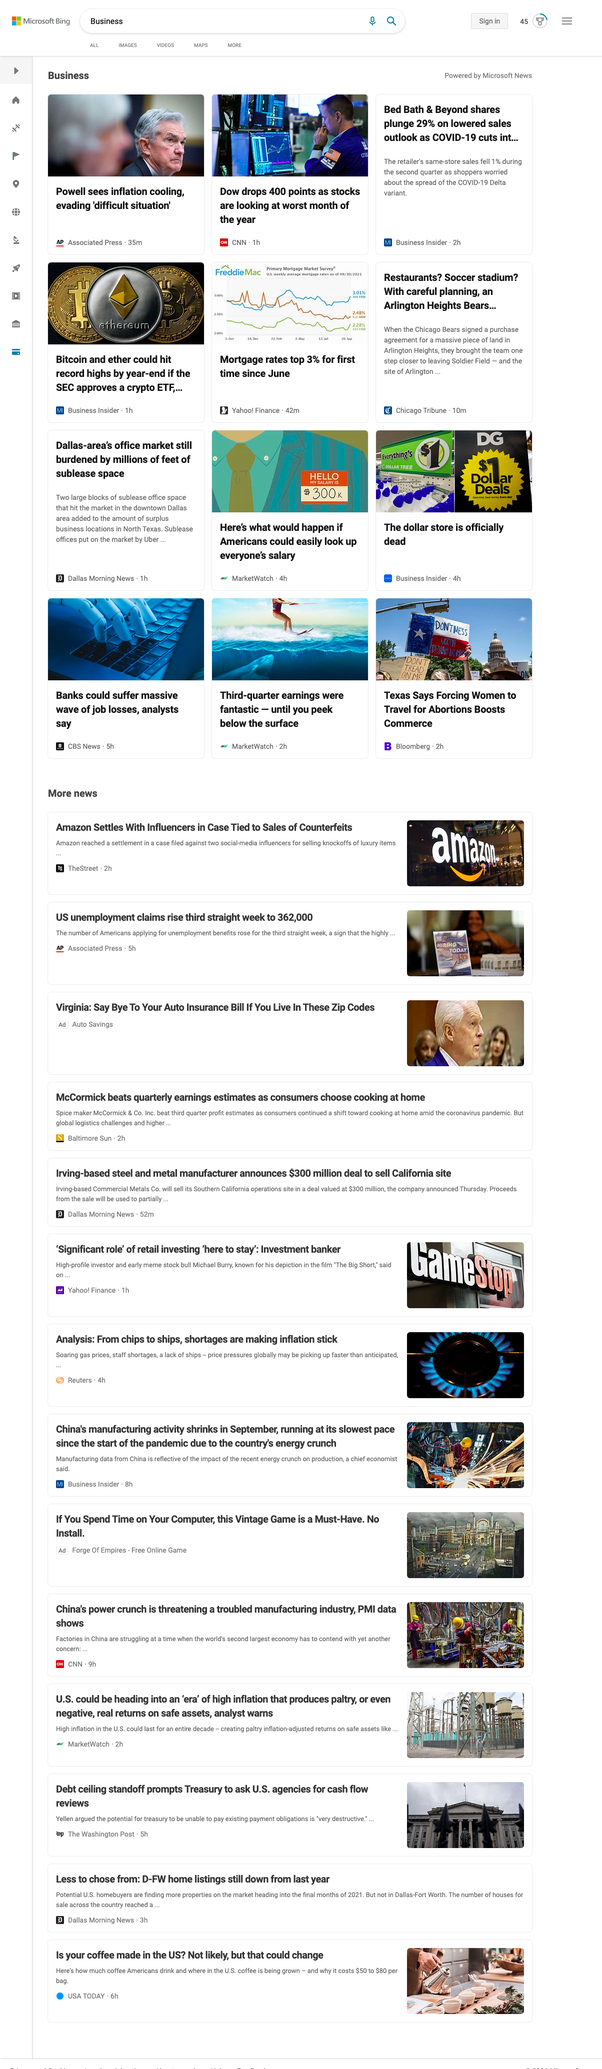 Microsoft Bing
Business
Sign in
45
ALL
IMAGES
VIDEOS
MAPS
MORE
Business
Powered by Microsoft News
Powell sees inflation cooling,
evading 'difficult situation'
AP Associated Press · 35m
Dow drops 400 points as stocks
are looking at worst month of
the year
CNN · 1h
Bed Bath & Beyond shares
plunge 29% on lowered sales
outlook as COVID-19 cuts int...
The retailer's same-store sales fell 1% during
the second quarter as shoppers worried
about the spread of the COVID-19 Delta
variant.
Business Insider · 2h
ethereum
Bitcoin and ether could hit
record highs by year-end if the
SEC approves a crypto ETF,...
Business Insider · 1h
FreddieMac
Primary Mortgage Market Survey
3.01%
2.48%
2.28%
Mortgage rates top 3% for first
time since June
Yahoo! Finance · 42m
Restaurants? Soccer stadium?
With careful planning, an
Arlington Heights Bears...
When the Chicago Bears signed a purchase
agreement for a massive piece of land in
Arlington Heights, they brought the team one
step closer to leaving Soldier Field — and the
site of Arlington ...
Chicago Tribune · 10m
Dallas-area's office market still
burdened by millions of feet of
sublease space
Two large blocks of sublease office space
that hit the market in the downtown Dallas
area added to the amount of surplus
business locations in North Texas. Sublease
offices put on the market by Uber ...
Dallas Morning News · 1h
HELLO
MY SALARY IS
$300K
Here's what would happen if
Americans could easily look up
everyone's salary
MarketWatch · 4h
Everything's
$1
DOLLAR TREE
DG
$1
Dollar
Deals
The dollar store is officially
dead
Business Insider · 4h
Banks could suffer massive
wave of job losses, analysts
say
CBS News · 5h
Third-quarter earnings were
fantastic — until you peek
below the surface
MarketWatch · 2h
DON'T MESS
Texas Says Forcing Women to
Travel for Abortions Boosts
Commerce
B Bloomberg · 2h
More news
Amazon Settles With Influencers in Case Tied to Sales of Counterfeits
Amazon reached a settlement in a case filed against two social-media influencers for selling knockoffs of luxury items
...
TheStreet · 2h
amazon
US unemployment claims rise third straight week to 362,000
The number of Americans applying for unemployment benefits rose for the third straight week, a sign that the highly ...
AP Associated Press · 5h
TODAY
Virginia: Say Bye To Your Auto Insurance Bill If You Live In These Zip Codes
Ad Auto Savings
McCormick beats quarterly earnings estimates as consumers choose cooking at home
Spice maker McCormick & Co. Inc. beat third quarter profit estimates as consumers continued a shift toward cooking at home amid the coronavirus pandemic. But
global logistics challenges and higher ...
Baltimore Sun · 2h
Irving-based steel and metal manufacturer announces $300 million deal to sell California site
Irving-based Commercial Metals Co. will sell its Southern California operations site in a deal valued at $300 million, the company announced Thursday. Proceeds
from the sale will be used to partially ...
Dallas Morning News · 52m
'Significant role' of retail investing 'here to stay': Investment banker
High-profile investor and early meme stock bull Michael Burry, known for his depiction in the film "The Big Short," said
on ...
Yahoo! Finance · 1h
GameStop
Analysis: From chips to ships, shortages are making inflation stick
Soaring gas prices, staff shortages, a lack of ships – price pressures globally may be picking up faster than anticipated,
...
Reuters · 4h
China's manufacturing activity shrinks in September, running at its slowest pace
since the start of the pandemic due to the country's energy crunch
Manufacturing data from China is reflective of the impact of the recent energy crunch on production, a chief economist
said.
Business Insider · 8h
If You Spend Time on Your Computer, this Vintage Game is a Must-Have. No
Install.
Ad Forge Of Empires - Free Online Game
China's power crunch is threatening a troubled manufacturing industry, PMI data
shows
Factories in China are struggling at a time when the world's second largest economy has to contend with yet another
concern: ...
CNN · 9h
U.S. could be heading into an 'era' of high inflation that produces paltry, or even
negative, real returns on safe assets, analyst warns
High inflation in the U.S. could last for an entire decade – creating paltry inflation-adjusted returns on safe assets like ...
MarketWatch · 2h
Debt ceiling standoff prompts Treasury to ask U.S. agencies for cash flow
reviews
Yellen argued the potential for treasury to be unable to pay existing payment obligations is "very destructive." ...
wp The Washington Post · 5h
Less to chose from: D-FW home listings still down from last year
Potential U.S. homebuyers are finding more properties on the market heading into the final months of 2021. But not in Dallas-Fort Worth. The number of houses for
sale across the country reached a ...
Dallas Morning News · 3h
Is your coffee made in the US? Not likely, but that could change
Here's how much coffee Americans drink and where in the U.S. coffee is being grown – and why it costs $50 to $80 per
bag.
USA TODAY · 6h